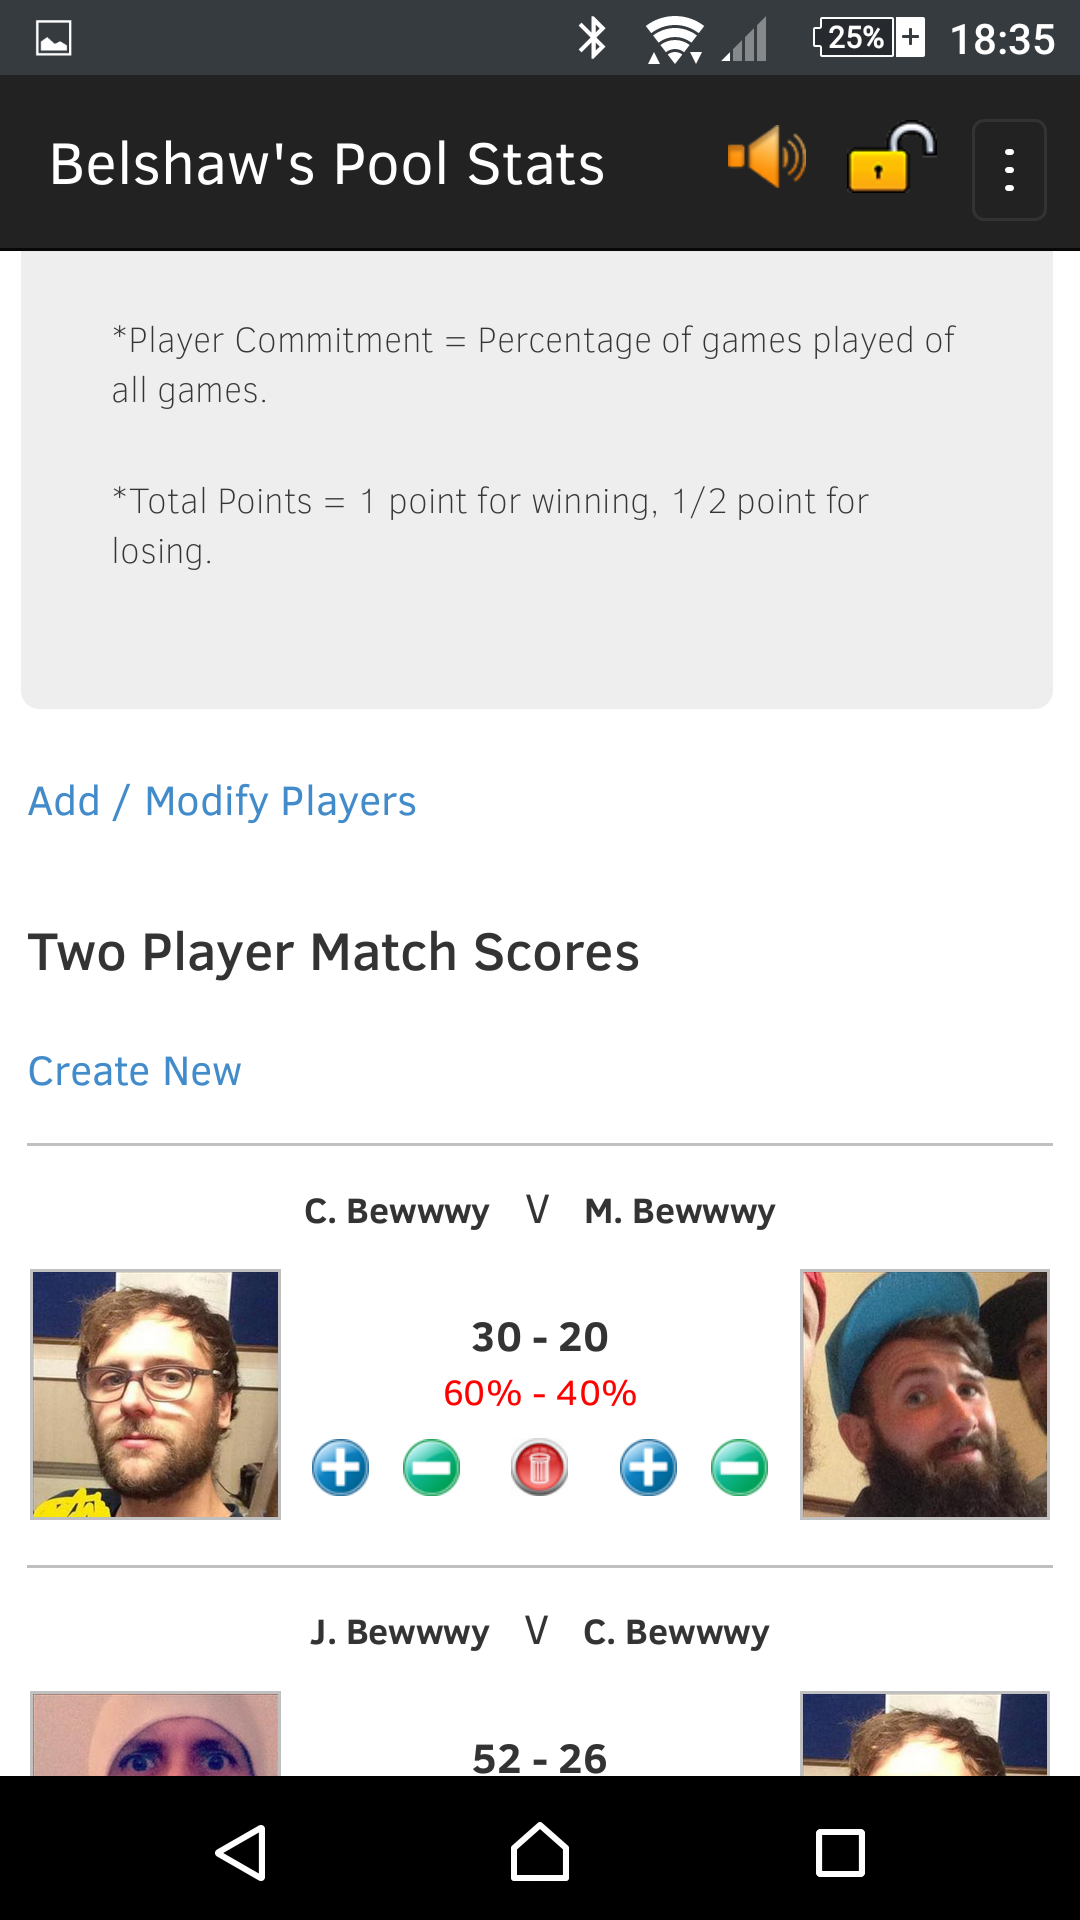 25% 18:35
Belshaw's Pool Stats
*Player Commitment = Percentage of games played of
all games.
*Total Points = 1 point for winning, 1/2 point for
losing.
Add / Modify Players
Two Player Match Scores
Create New
C. Bewwwy V M. Bewwwy
30 - 20
60% - 40%
J. Bewwwy V C. Bewwwy
52 - 26